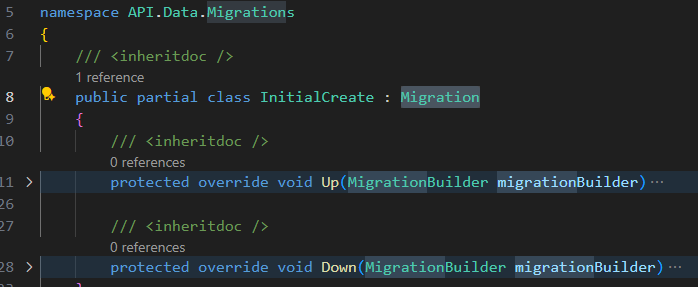 5 namespace API.Data.Migrations
6 {
7 /// <inheritdoc />
1 reference
8 public partial class InitialCreate : Migration
9 {
10 /// <inheritdoc />
0 references
11 > protected override void Up(MigrationBuilder migrationBuilder)...
26
27 /// <inheritdoc />
0 references
28 > protected override void Down(MigrationBuilder migrationBuilder)...